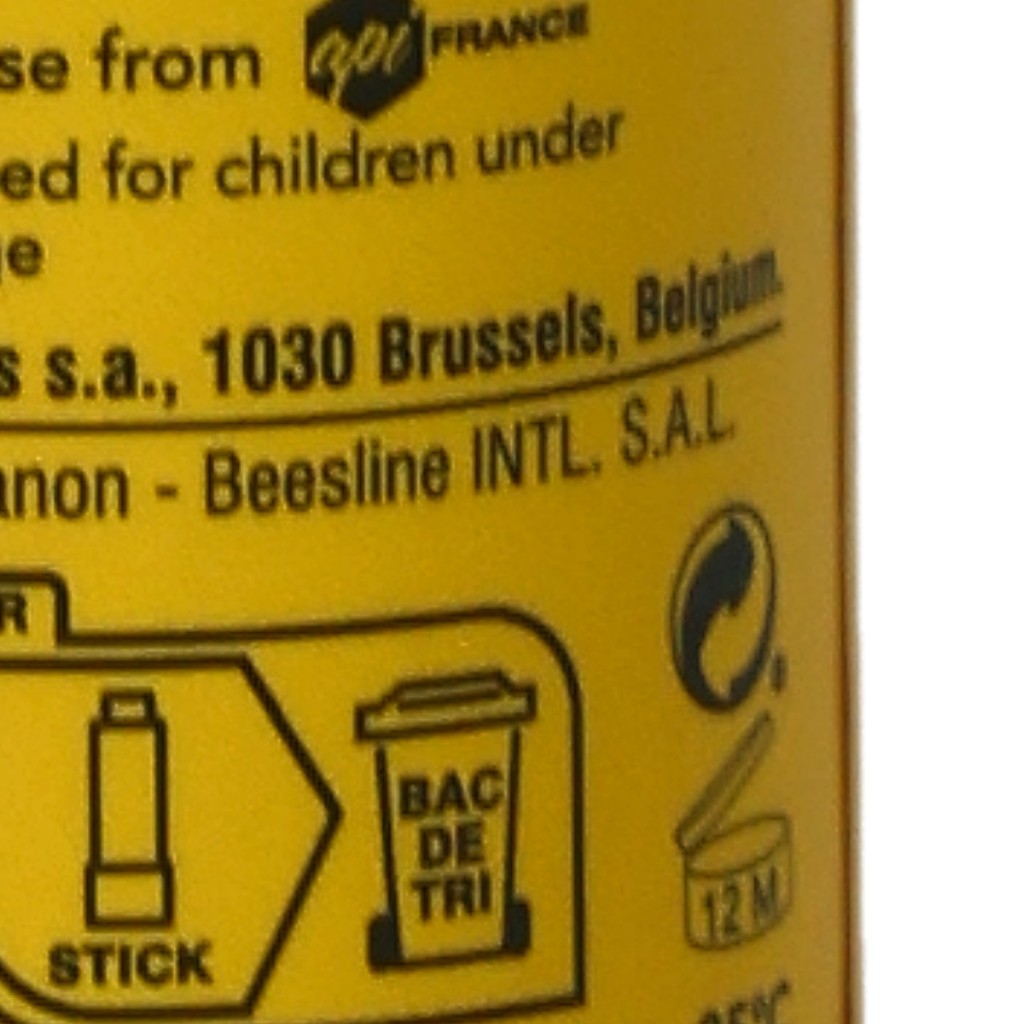 se from api FRANCE
ed for children under
ge
s s.a., 1030 Brussels, Belgium.
anon - Beesline INTL. S.A.L.
R
BAC
DE
TRI
12 M
STICK